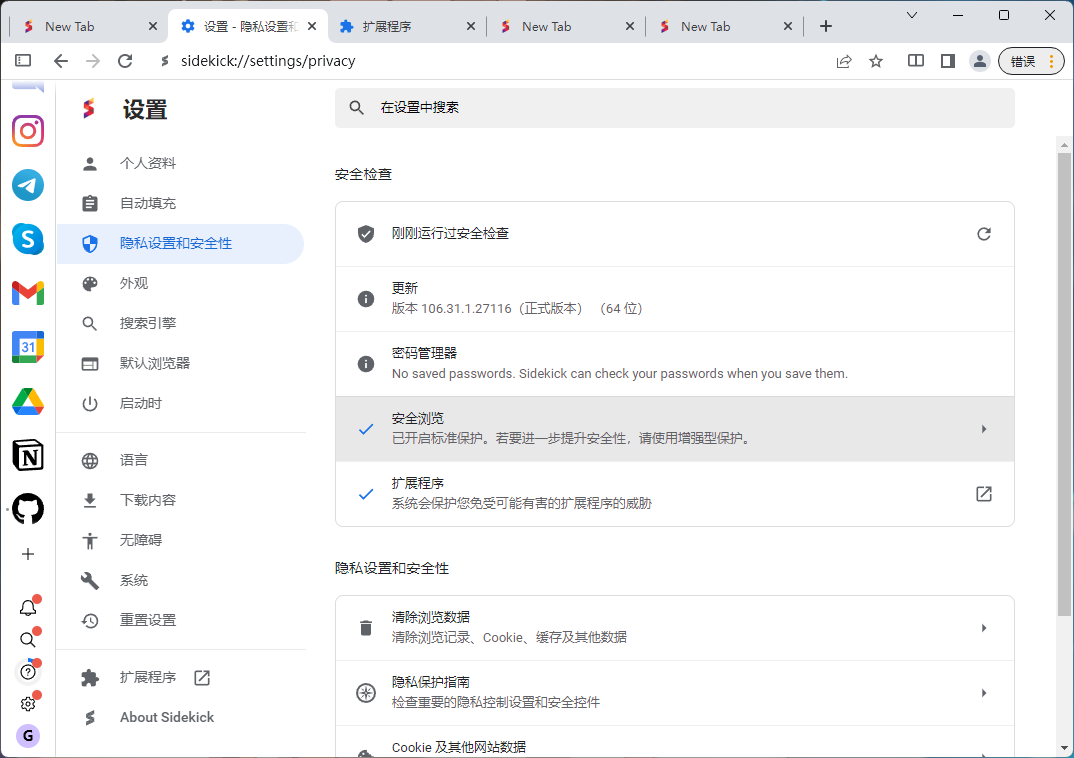 New Tab
设置 - 隐私设置和
扩展程序
New Tab
New Tab
sidekick://settings/privacy
错误
设置
在设置中搜索
个人资料
自动填充
隐私设置和安全性
外观
搜索引擎
默认浏览器
启动时
语言
下载内容
无障碍
系统
重置设置
扩展程序
About Sidekick
31
N
G
安全检查
刚刚运行过安全检查
更新
版本 106.31.1.27116（正式版本） （64 位）
密码管理器
No saved passwords. Sidekick can check your passwords when you save them.
安全浏览
已开启标准保护。若要进一步提升安全性，请使用增强型保护。
扩展程序
系统会保护您免受可能有害的扩展程序的威胁
隐私设置和安全性
清除浏览数据
清除浏览记录、Cookie、缓存及其他数据
隐私保护指南
检查重要的隐私控制设置和安全控件
Cookie 及其他网站数据